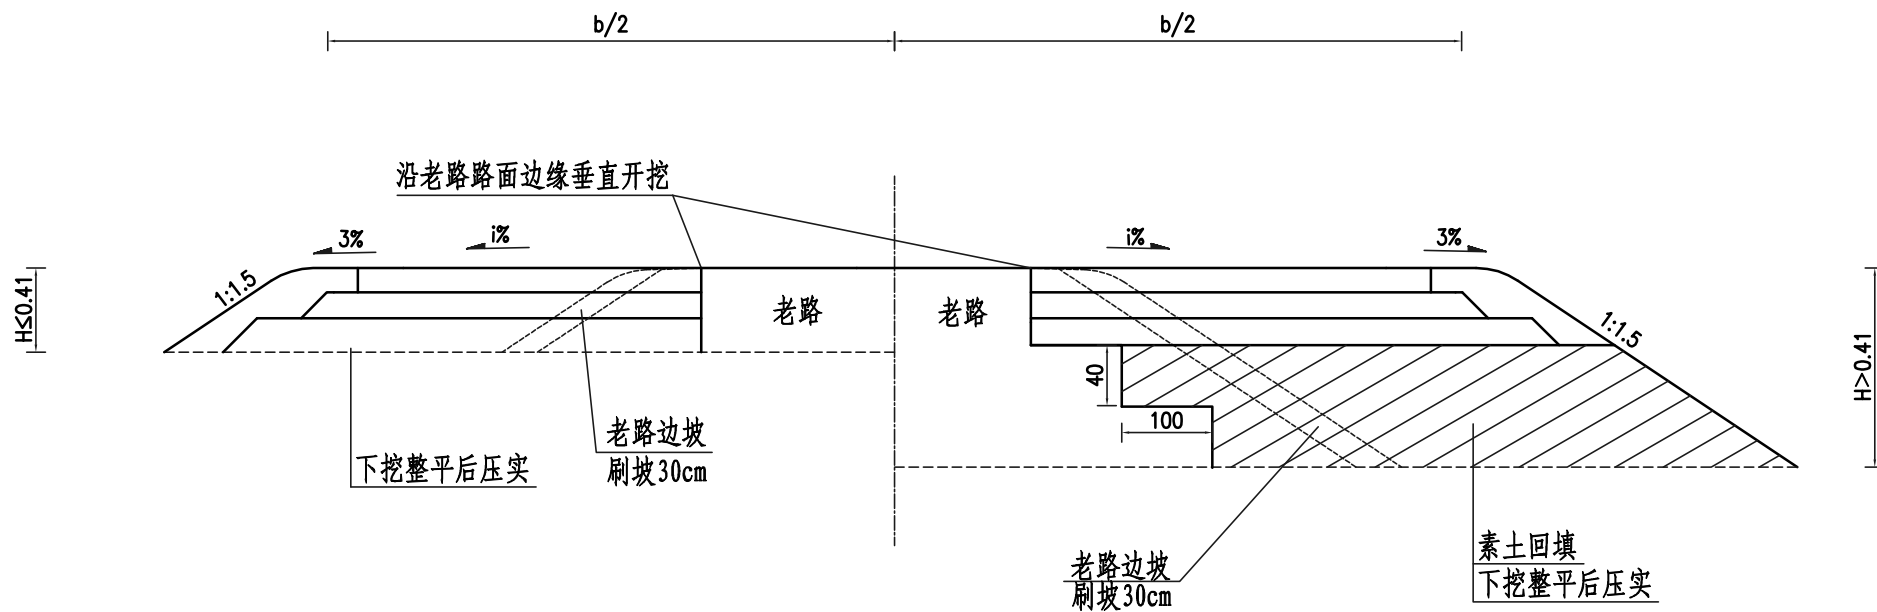 b/2
b/2
沿老路路面边缘垂直开挖
3%
i%
i%
3%
1:1.5
H≤0.41
老路
老路
1:1.5
H>0.41
40
100
老路边坡
刷坡30cm
下挖整平后压实
素土回填
下挖整平后压实
老路边坡
刷坡30cm